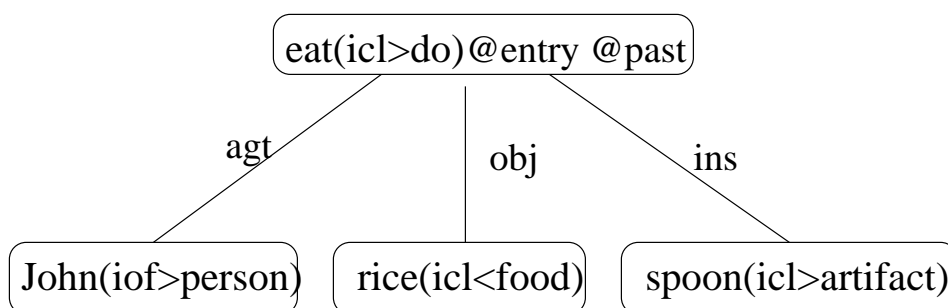 eat(icl>do)@entry @past
agt
obj
ins
John(iof>person)
rice(icl<food)
spoon(icl>artifact)